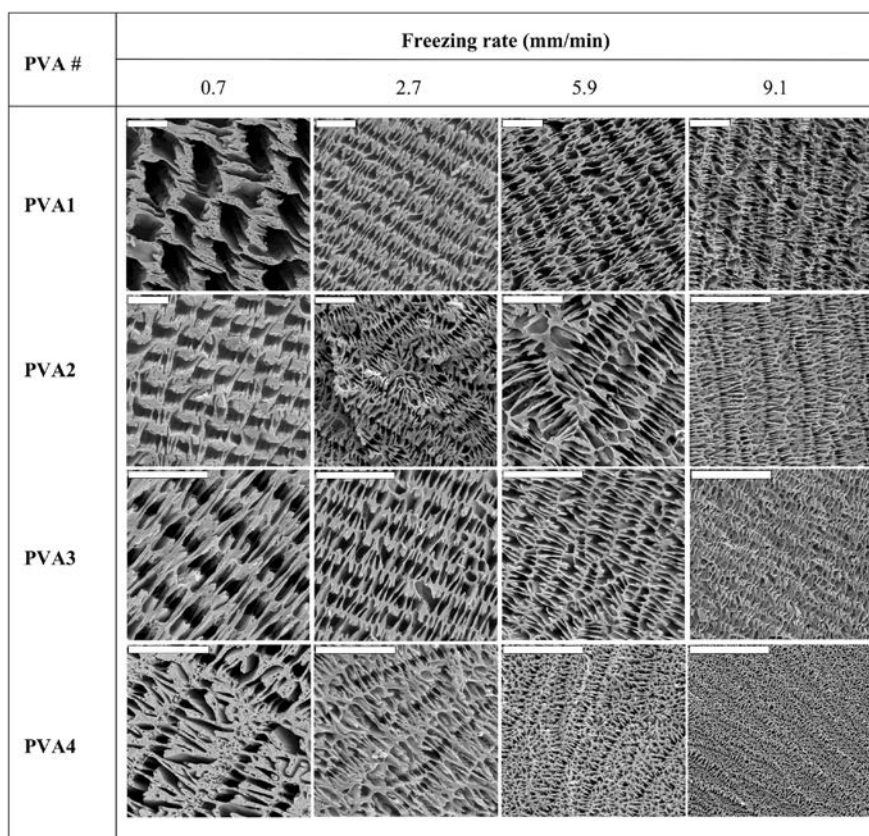 PVA #
Freezing rate (mm/min)
0.7 2.7 5.9 9.1
PVA1
PVA2
PVA3
PVA4